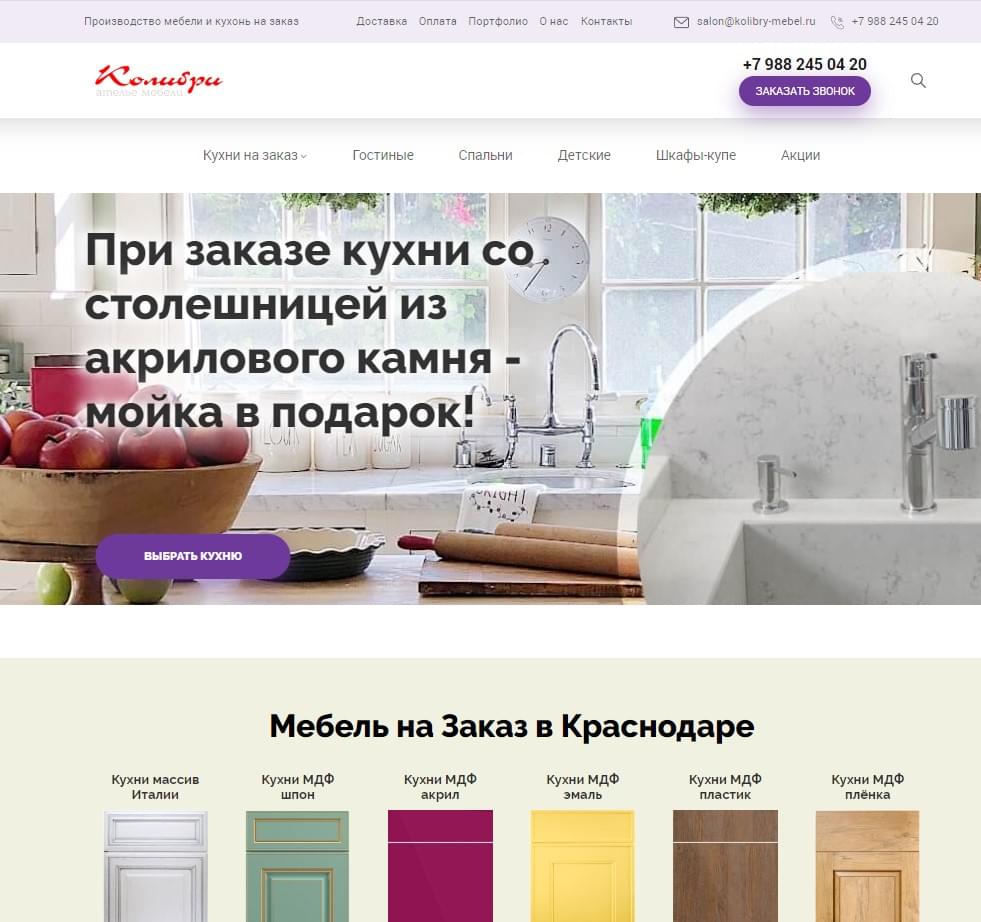 Производство мебели и кухонь на заказ
Доставка Оплата Портфолио О нас Контакты
salon@kolibry-mebel.ru
+7 988 245 04 20
Колибри
ателье мебели
+7 988 245 04 20
ЗАКАЗАТЬ ЗВОНОК
Кухни на заказ Гостиные Спальни Детские Шкафы-купе Акции
При заказе кухни со
столешницей из
акрилового камня -
мойка в подарок!
ВЫБРАТЬ КУХНЮ
Мебель на Заказ в Краснодаре
Кухни массив
Италии
Кухни МДФ
шпон
Кухни МДФ
акрил
Кухни МДФ
эмаль
Кухни МДФ
пластик
Кухни МДФ
плёнка